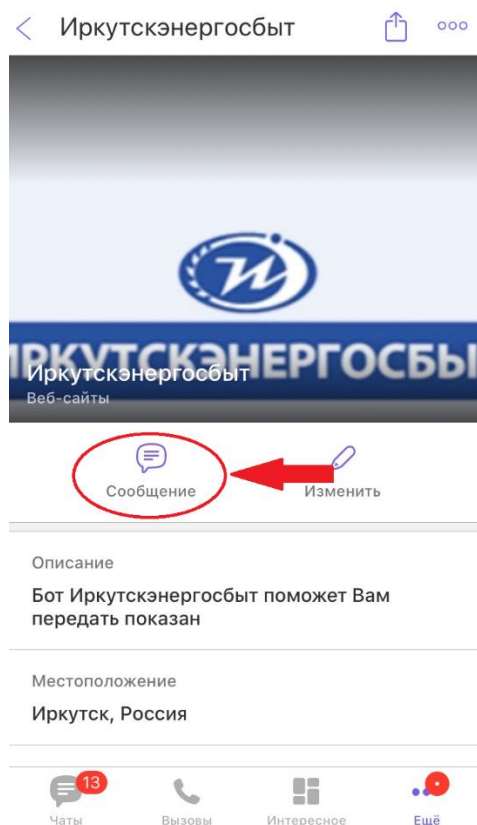 Иркутскэнергосбыт
ИРКУТСКЭНЕРГОСБЫ
Иркутскэнергосбыт
Веб-сайты
Сообщение
Изменить
Описание
Бот Иркутскэнергосбыт поможет Вам
передать показан
Местоположение
Иркутск, Россия
13
Чаты
Вызовы
Интересное
Ещё